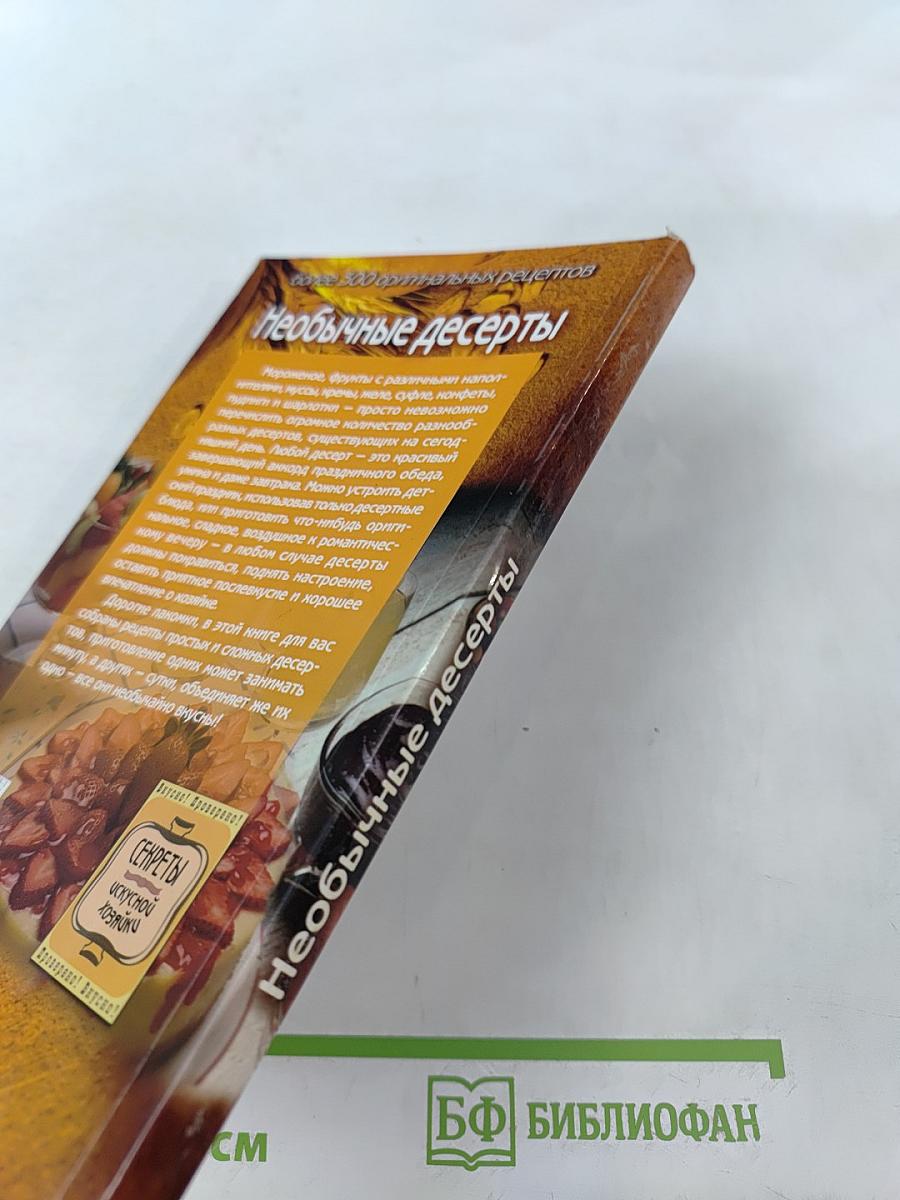 более 500 оригинальных рецептов
Необычные десерты
Мороженое, фрукты с различными напол-
нителями, муссы, кремы, желе, суфле, конфеты,
пудинги и шарлотки – просто невозможно
перечислить огромное количество разнооб-
разных десертов, существующих на сегод-
няшний день. Любой десерт – это красивый
завершающий аккорд праздничного обеда,
ужина и даже завтрака. Можно устроить дет-
ский праздник, использовав только десертные
блюда, или приготовить что-нибудь ориги-
нальное, сладкое, воздушное к романтичес-
кому вечеру – в любом случае десерты
должны понравиться, поднять настроение,
оставить приятное послевкусие и хорошее
впечатление о хозяйке.
Дорогие лакомки, в этой книге для вас
собраны рецепты простых и сложных десер-
тов, приготовление одних может занимать
минуту, а других – сутки, объединяет же их
одно – все они необычайно вкусны!
Вкусно! Проверено!
СЕКРЕТЫ
искусной
хозяйки
Проверено! Вкусно!
Необычные десерты
см
БФ БИБЛИОФАН